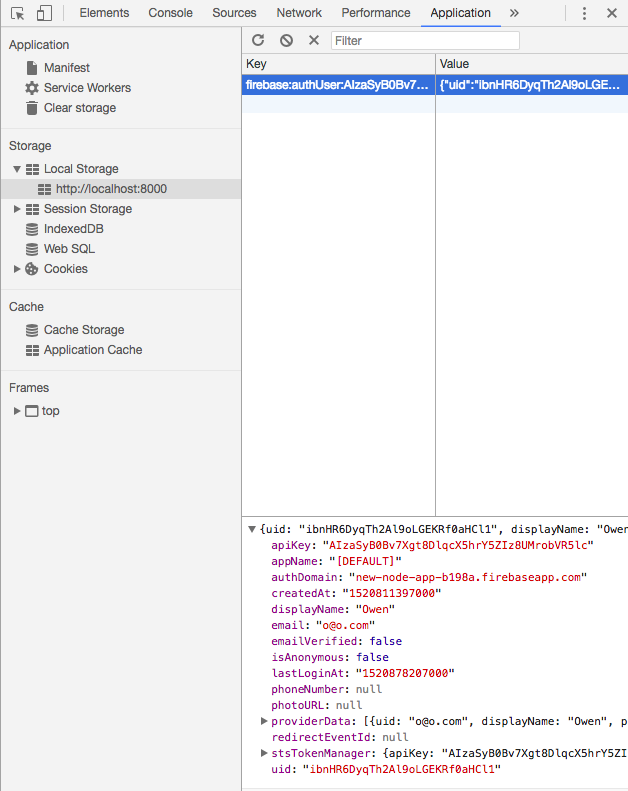 Elements Console Sources Network Performance Application »
Application
Manifest
Service Workers
Clear storage
Storage
Local Storage
http://localhost:8000
Session Storage
IndexedDB
Web SQL
Cookies
Cache
Cache Storage
Application Cache
Frames
top
Filter
Key Value
firebase:authUser:AIzaSyB0Bv7... {"uid":"ibnHR6DyqTh2Al9oLGE...
{uid: "ibnHR6DyqTh2Al9oLGEKRf0aHCl1", displayName: "Owen
apiKey: "AIzaSyB0Bv7Xgt8DlqcX5hrY5ZIz8UMrobVR5lc"
appName: "[DEFAULT]"
authDomain: "new-node-app-b198a.firebaseapp.com"
createdAt: "1520811397000"
displayName: "Owen"
email: "o@o.com"
emailVerified: false
isAnonymous: false
lastLoginAt: "1520878207000"
phoneNumber: null
photoURL: null
providerData: [{uid: "o@o.com", displayName: "Owen", p
redirectEventId: null
stsTokenManager: {apiKey: "AIzaSyB0Bv7Xgt8DlqcX5hrY5Z
uid: "ibnHR6DyqTh2Al9oLGEKRf0aHCl1"